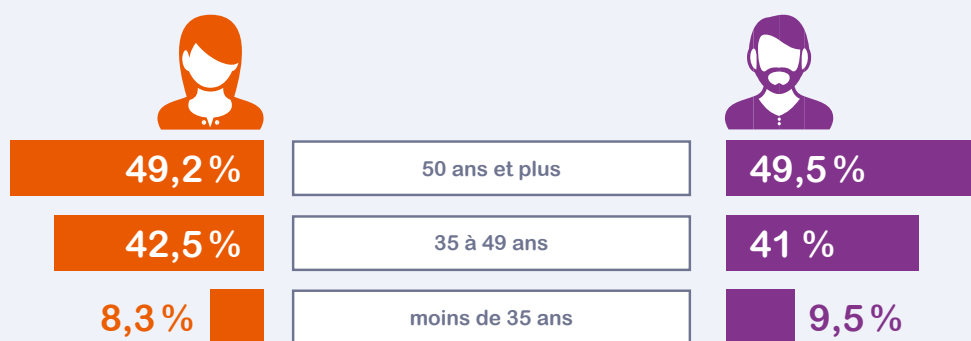 49,2 %
50 ans et plus
49,5 %
42,5 %
35 à 49 ans
41 %
8,3 %
moins de 35 ans
9,5 %